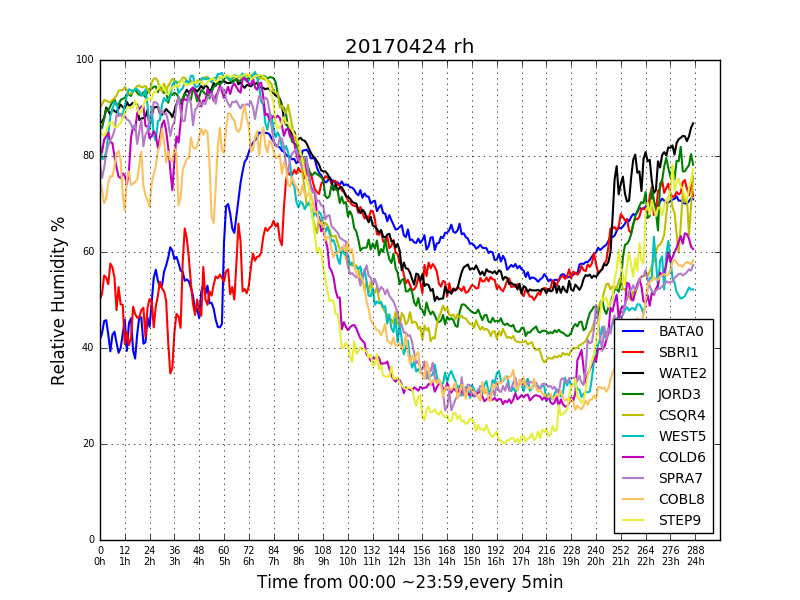 20170424 rh
Relative Humidity %
100
80
60
40
20
0
BATA0
SBRI1
WATE2
JORD3
CSQR4
WEST5
COLD6
SPRA7
COBL8
STEP9
0 12 24 36 48 60 72 84 96 108 120 132 144 156 168 180 192 204 216 228 240 252 264 276 288
0h 1h 2h 3h 4h 5h 6h 7h 8h 9h 10h 11h 12h 13h 14h 15h 16h 17h 18h 19h 20h 21h 22h 23h 24h
Time from 00:00 ~23:59,every 5min